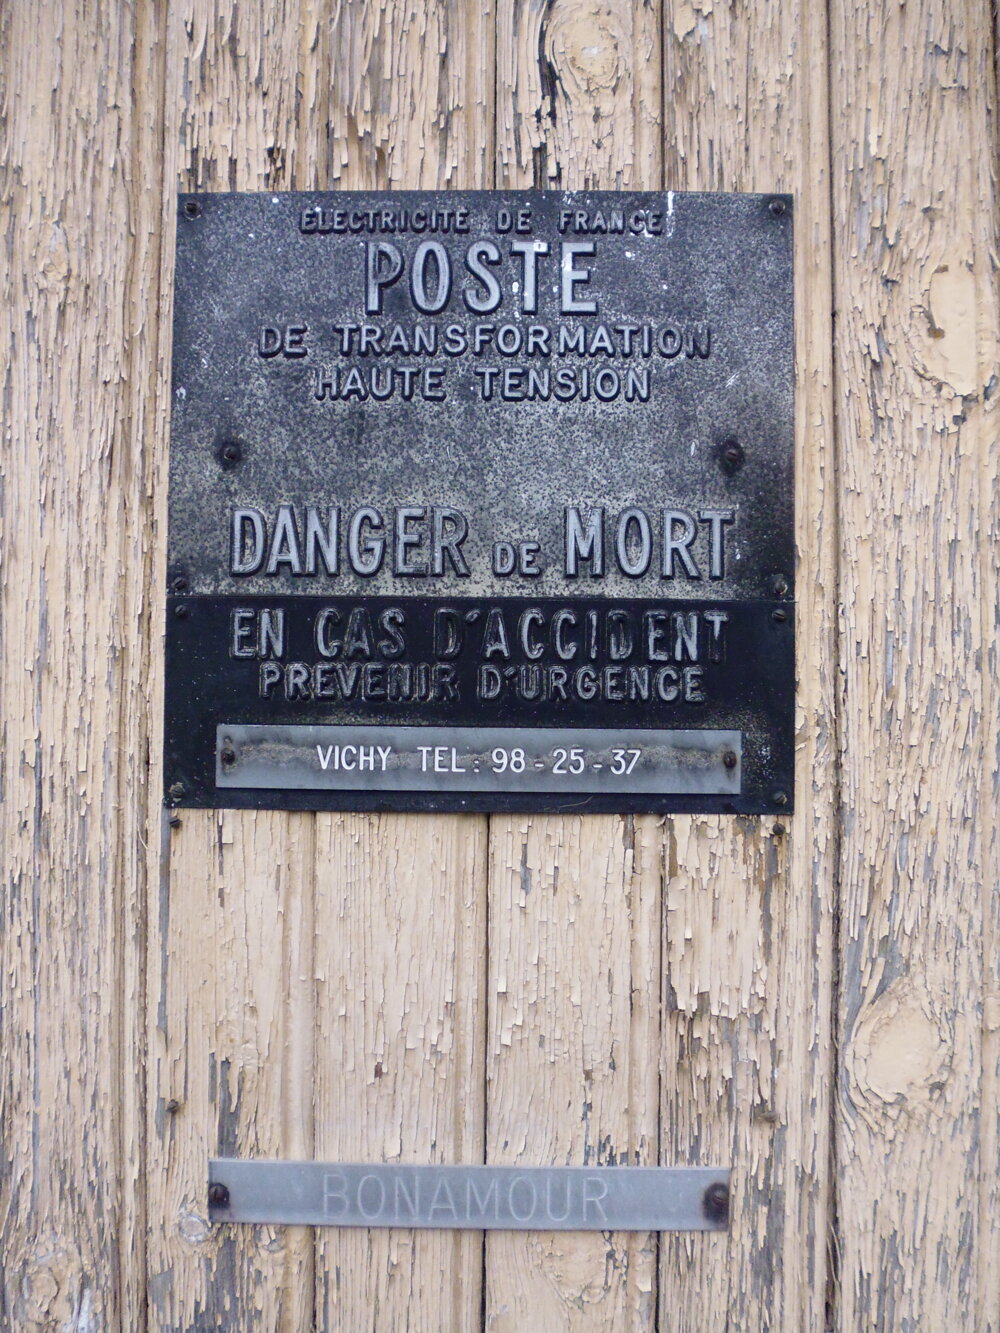 ELECTRICITE DE FRANCE
POSTE
DE TRANSFORMATION
HAUTE TENSION
DANGER DE MORT
EN CAS D'ACCIDENT
PREVENIR D'URGENCE
VICHY TEL : 98 - 25 - 37
BONAMOUR